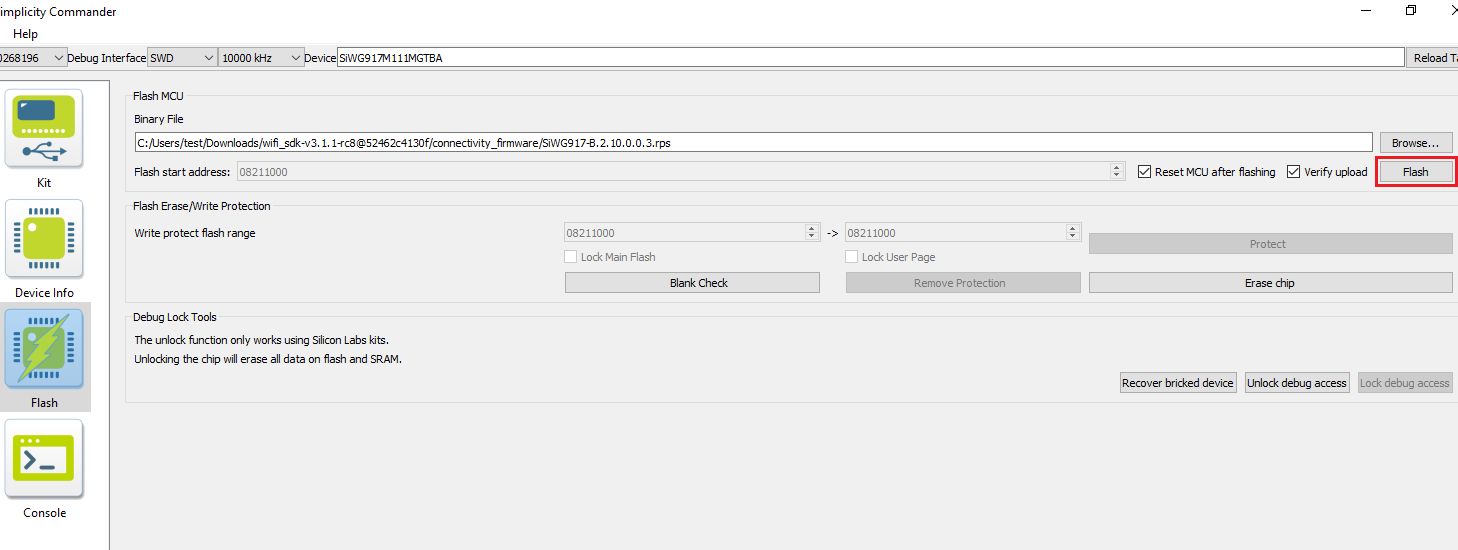 implicity Commander
Help
0268196 Debug Interface SWD 10000 kHz Device SiWG917M111MGTBA Reload Ta
Kit
Device Info
Flash
Console
Flash MCU
Binary File
C:/Users/test/Downloads/wifi_sdk-v3.1.1-rc8@52462c4130f/connectivity_firmware/SiWG917-B.2.10.0.0.3.rps Browse...
Flash start address: 08211000 Reset MCU after flashing Verify upload Flash
Flash Erase/Write Protection
Write protect flash range 08211000 -> 08211000 Protect
Lock Main Flash Lock User Page
Blank Check Remove Protection Erase chip
Debug Lock Tools
The unlock function only works using Silicon Labs kits.
Unlocking the chip will erase all data on flash and SRAM.
Recover bricked device Unlock debug access Lock debug access